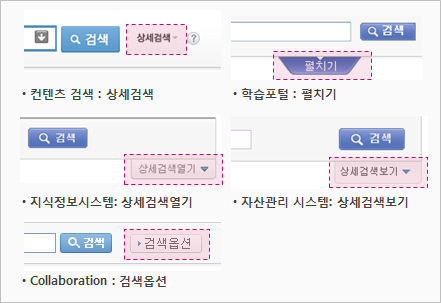 검색 상세검색 ?
• 컨텐츠 검색 : 상세검색
검색
펼치기
• 학습포털 : 펼치기
검색
상세검색열기
• 지식정보시스템: 상세검색열기
검색
상세검색보기
• 자산관리 시스템: 상세검색보기
검색 검색옵션
• Collaboration : 검색옵션